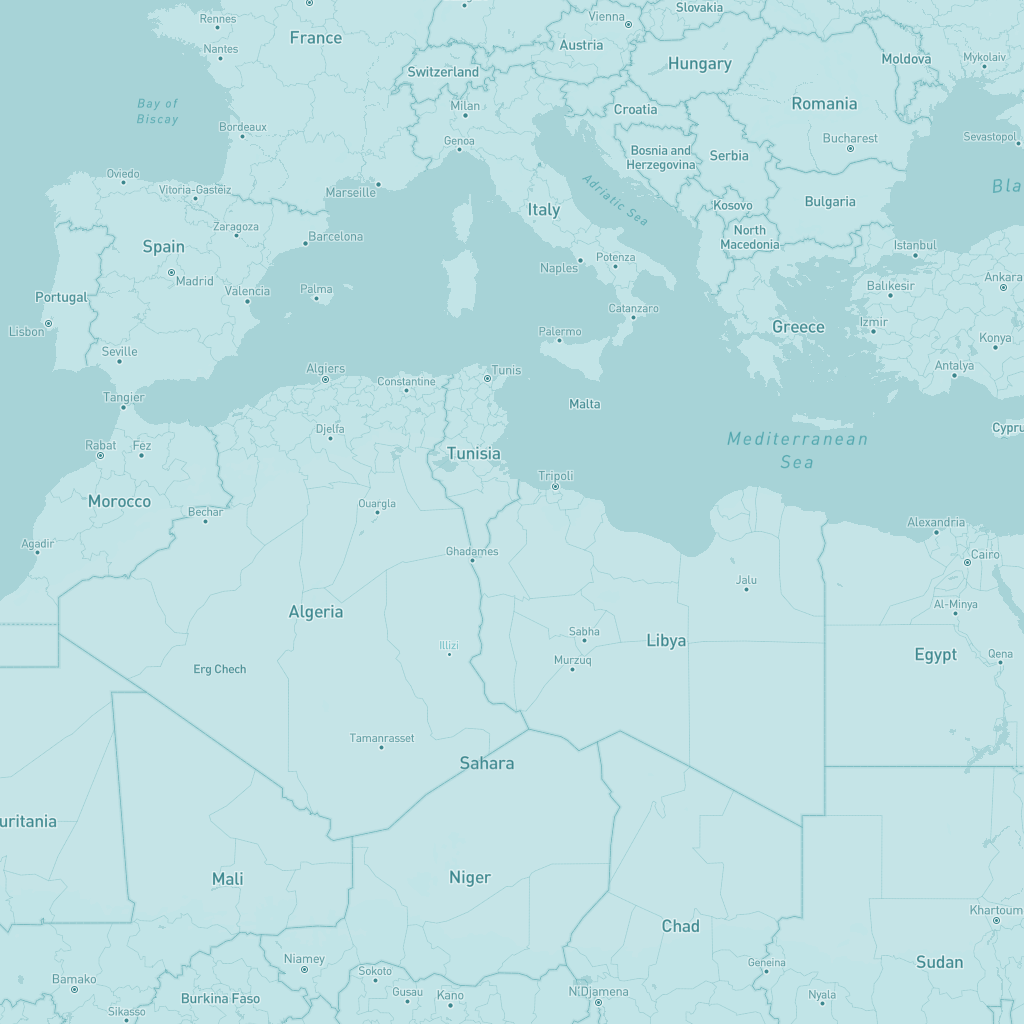 Slovakia
Rennes
Vienna
France
Austria
Nantes
Moldova
Mykolaiv
Hungary
Switzerland
Bay of
Biscay
Milan
Croatia
Romania
Bordeaux
Genoa
Bucharest
Sevastopol
Bosnia and
Herzegovina
Serbia
Oviedo
Vitoria-Gasteiz
Marseille
Adriatic Sea
Bla
Kosovo
Bulgaria
Italy
Zaragoza
Barcelona
North
Macedonia
Spain
İstanbul
Madrid
Naples
Potenza
Ankara
Palma
Valencia
Balıkesir
Portugal
Catanzaro
Lisbon
Palermo
Greece
İzmir
Konya
Seville
Algiers
Tunis
Antalya
Constantine
Tangier
Malta
Djelfa
Cypru
Rabat
Fez
Mediterranean
Sea
Tunisia
Tripoli
Morocco
Ouargla
Bechar
Alexandria
Agadir
Ghadames
Cairo
Jalu
Al-Minya
Algeria
Sabha
Libya
Illizi
Egypt
Qena
Murzuq
Erg Chech
Tamanrasset
Sahara
uritania
Mali
Niger
Khartoum
Chad
Niamey
Geneina
Sudan
Sokoto
Bamako
Gusau
Kano
N'Djamena
Nyala
Burkina Faso
Sikasso